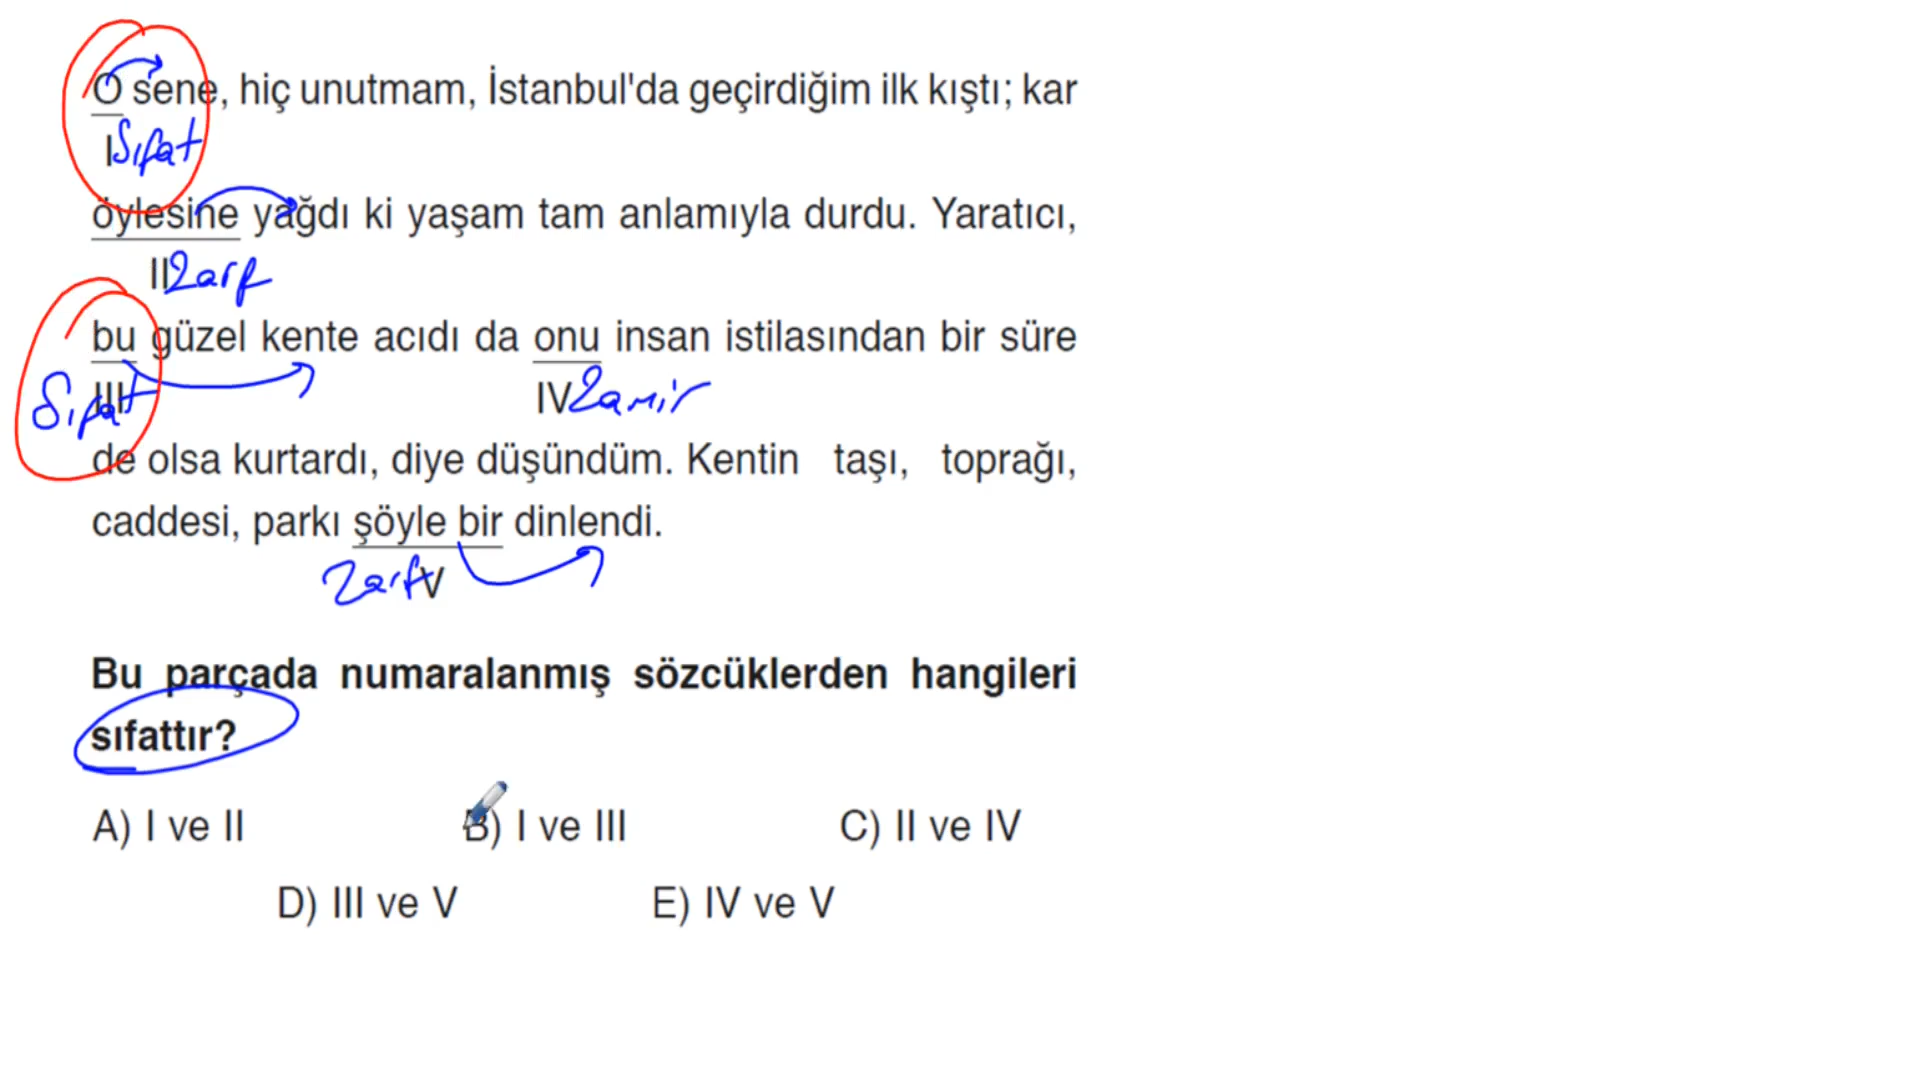 O sene, hiç unutmam, İstanbul'da geçirdiğim ilk kıştı; kar
I Sıfat
öylesine yağdı ki yaşam tam anlamıyla durdu. Yaratıcı,
II Zarf
bu güzel kente acıdı da onu insan istilasından bir süre
Sıfat III IV Zamir
de olsa kurtardı, diye düşündüm. Kentin taşı, toprağı,
caddesi, parkı şöyle bir dinlendi.
Zarf V
Bu parçada numaralanmış sözcüklerden hangileri
sıfattır?
A) I ve II B) I ve III C) II ve IV
D) III ve V E) IV ve V